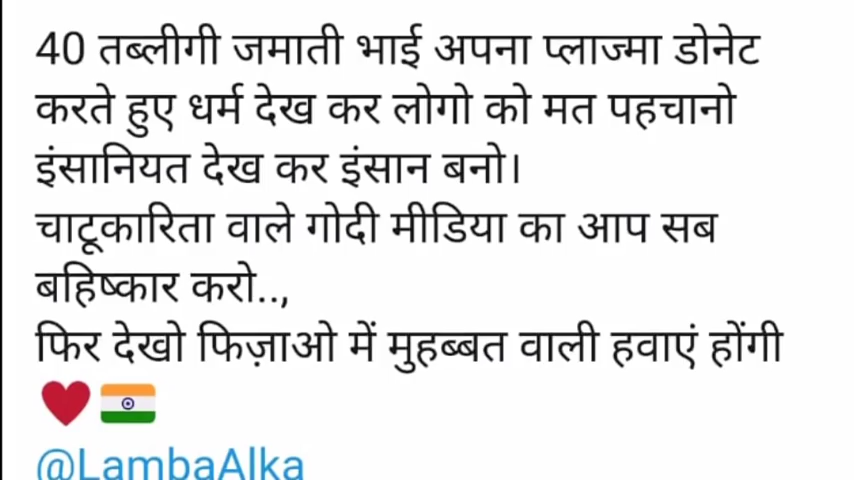 40 तब्लीगी जमाती भाई अपना प्लाज्मा डोनेट
करते हुए धर्म देख कर लोगो को मत पहचानो
इंसानियत देख कर इंसान बनो।
चाटूकारिता वाले गोदी मीडिया का आप सब
बहिष्कार करो..,
फिर देखो फिज़ाओ में मुहब्बत वाली हवाएं होंगी
❤️🇮🇳
@LambaAlka